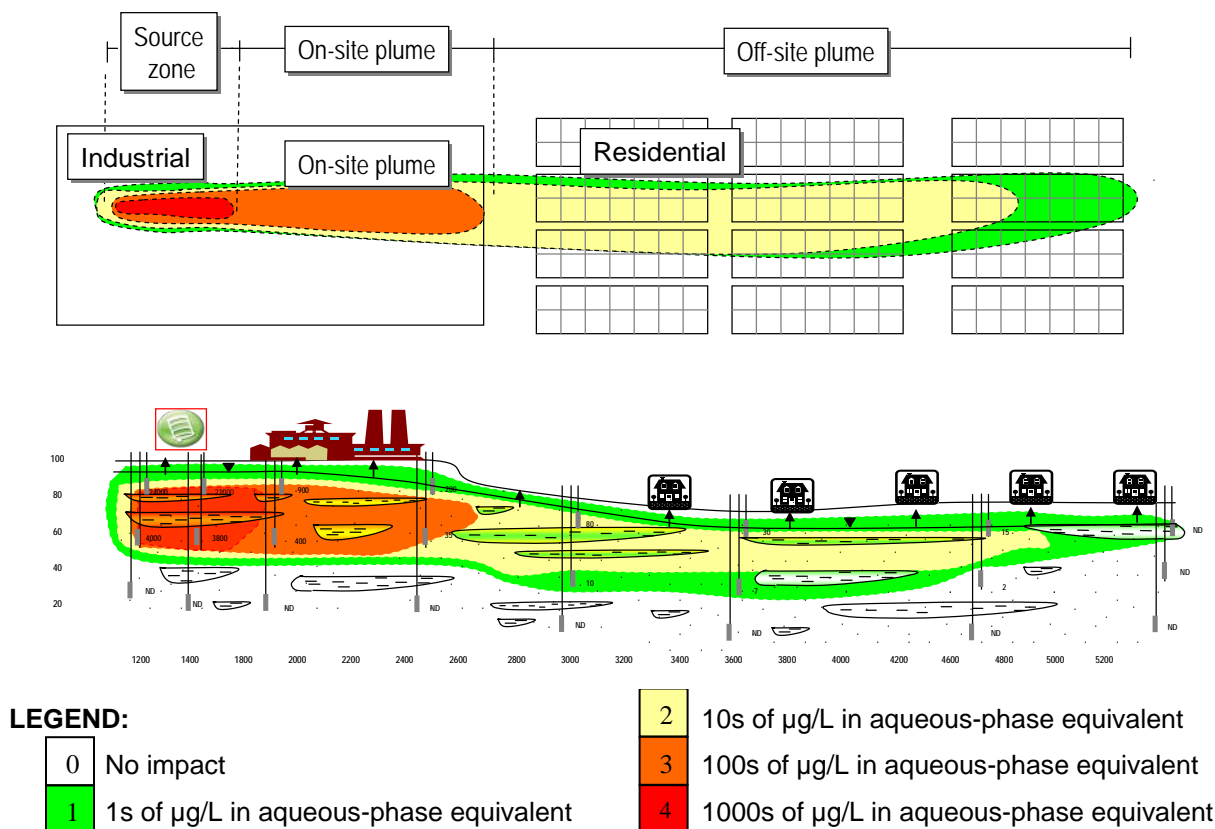 Source
zone
On-site plume
Off-site plume
Industrial
On-site plume
Residential
100
80
60
40
20
24000 22000 -900 200
80 30 15 ND
4000 3800 400 35
10 -7 2 ND
ND ND ND ND ND ND ND ND
1200 1400 1800 2000 2200 2400 2600 2800 3000 3200 3400 3600 3800 4000 4200 4600 4800 5000 5200
LEGEND:
0 No impact
1 1s of µg/L in aqueous-phase equivalent
2 10s of µg/L in aqueous-phase equivalent
3 100s of µg/L in aqueous-phase equivalent
4 1000s of µg/L in aqueous-phase equivalent